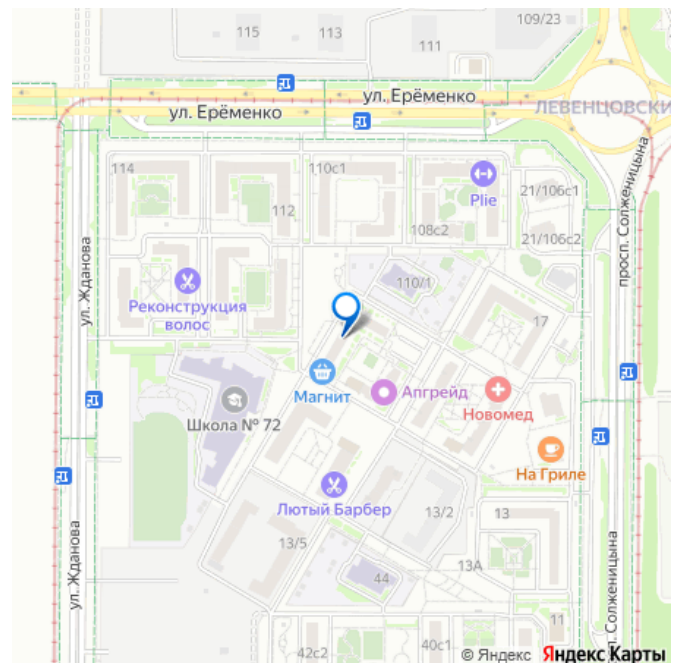 109/23
115
113
111
ул. Ерёменко
ул. Ерёменко
ЛЕВЕНЦОВСКИ
114
110с1
Plie
21/106с1
112
108с2
21/106с2
просп. Солженицына
ул. Жданова
110/1
Реконструкция
волос
17
Магнит
Апгрейд
Новомед
Школа № 72
На Гриле
Лютый Барбер
13/2
13
13/5
13А
44
ул. Жданова
. Солженицына
11
42с2
40с1
© Яндекс Яндекс Карты